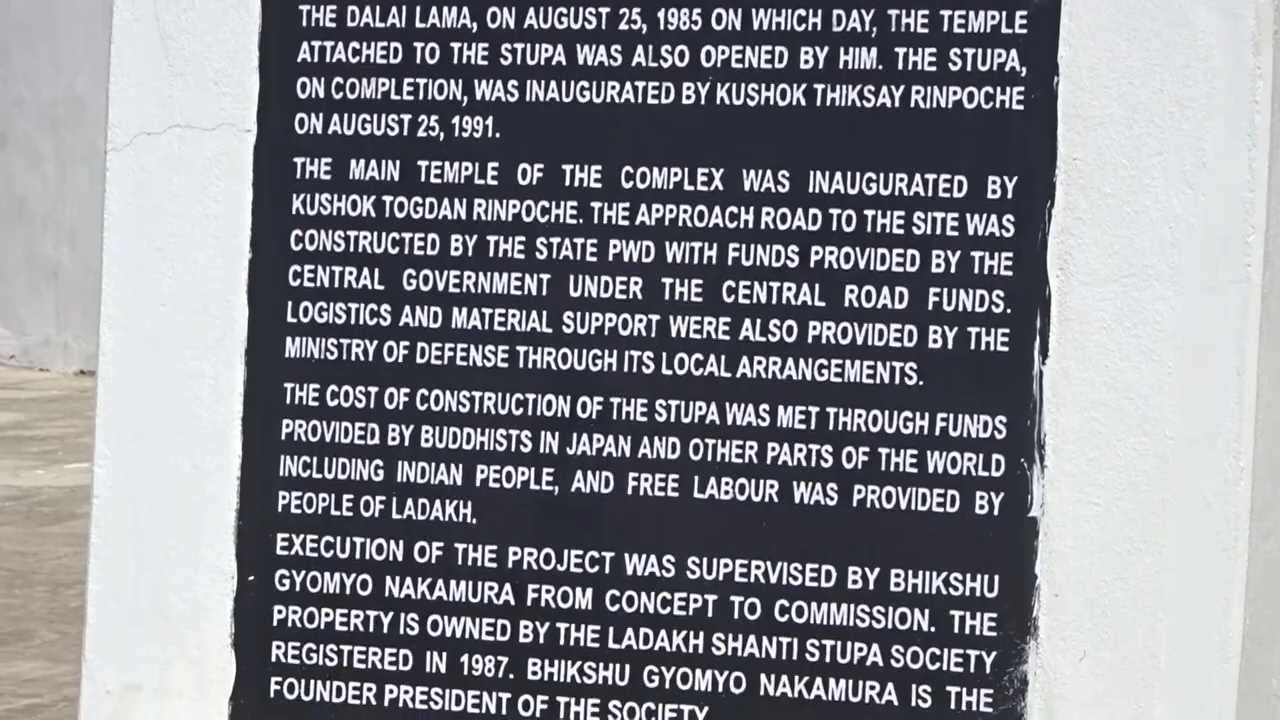 THE DALAI LAMA, ON AUGUST 25, 1985 ON WHICH DAY, THE TEMPLE
ATTACHED TO THE STUPA WAS ALSO OPENED BY HIM. THE STUPA,
ON COMPLETION, WAS INAUGURATED BY KUSHOK THIKSAY RINPOCHE
ON AUGUST 25, 1991.
THE MAIN TEMPLE OF THE COMPLEX WAS INAUGURATED BY
KUSHOK TOGDAN RINPOCHE. THE APPROACH ROAD TO THE SITE WAS
CONSTRUCTED BY THE STATE PWD WITH FUNDS PROVIDED BY THE
CENTRAL GOVERNMENT UNDER THE CENTRAL ROAD FUNDS.
LOGISTICS AND MATERIAL SUPPORT WERE ALSO PROVIDED BY THE
MINISTRY OF DEFENSE THROUGH ITS LOCAL ARRANGEMENTS.
THE COST OF CONSTRUCTION OF THE STUPA WAS MET THROUGH FUNDS
PROVIDED BY BUDDHISTS IN JAPAN AND OTHER PARTS OF THE WORLD
INCLUDING INDIAN PEOPLE, AND FREE LABOUR WAS PROVIDED BY
PEOPLE OF LADAKH.
EXECUTION OF THE PROJECT WAS SUPERVISED BY BHIKSHU
GYOMYO NAKAMURA FROM CONCEPT TO COMMISSION. THE
PROPERTY IS OWNED BY THE LADAKH SHANTI STUPA SOCIETY
REGISTERED IN 1987. BHIKSHU GYOMYO NAKAMURA IS THE
FOUNDER PRESIDENT OF THE SOCIETY